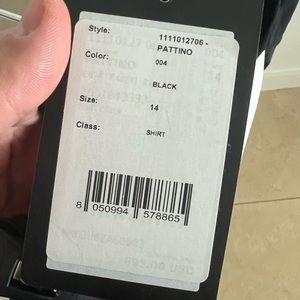 Style: 1111012706 -
PATTINO
Color: 004
BLACK
Size: 14
Class: SHIRT
8 050994 578865